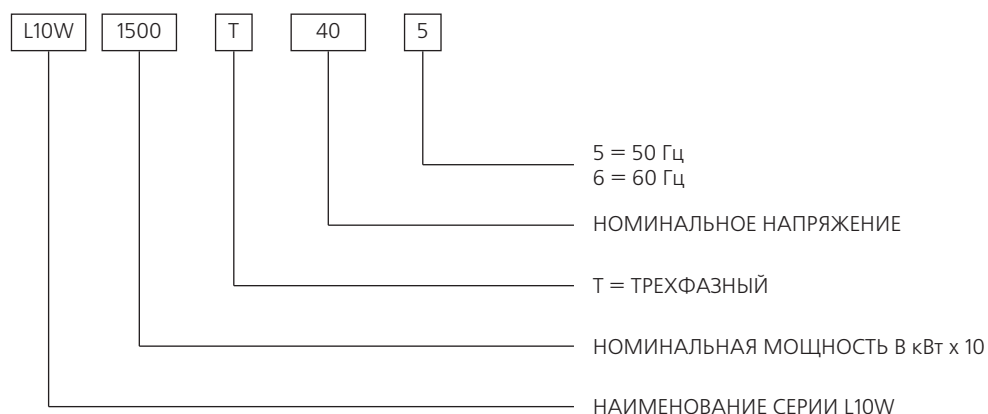 L10W 1500 T 40 5
5 = 50 Гц
6 = 60 Гц
НОМИНАЛЬНОЕ НАПРЯЖЕНИЕ
T = ТРЕХФАЗНЫЙ
НОМИНАЛЬНАЯ МОЩНОСТЬ В кВт x 10
НАИМЕНОВАНИЕ СЕРИИ L10W